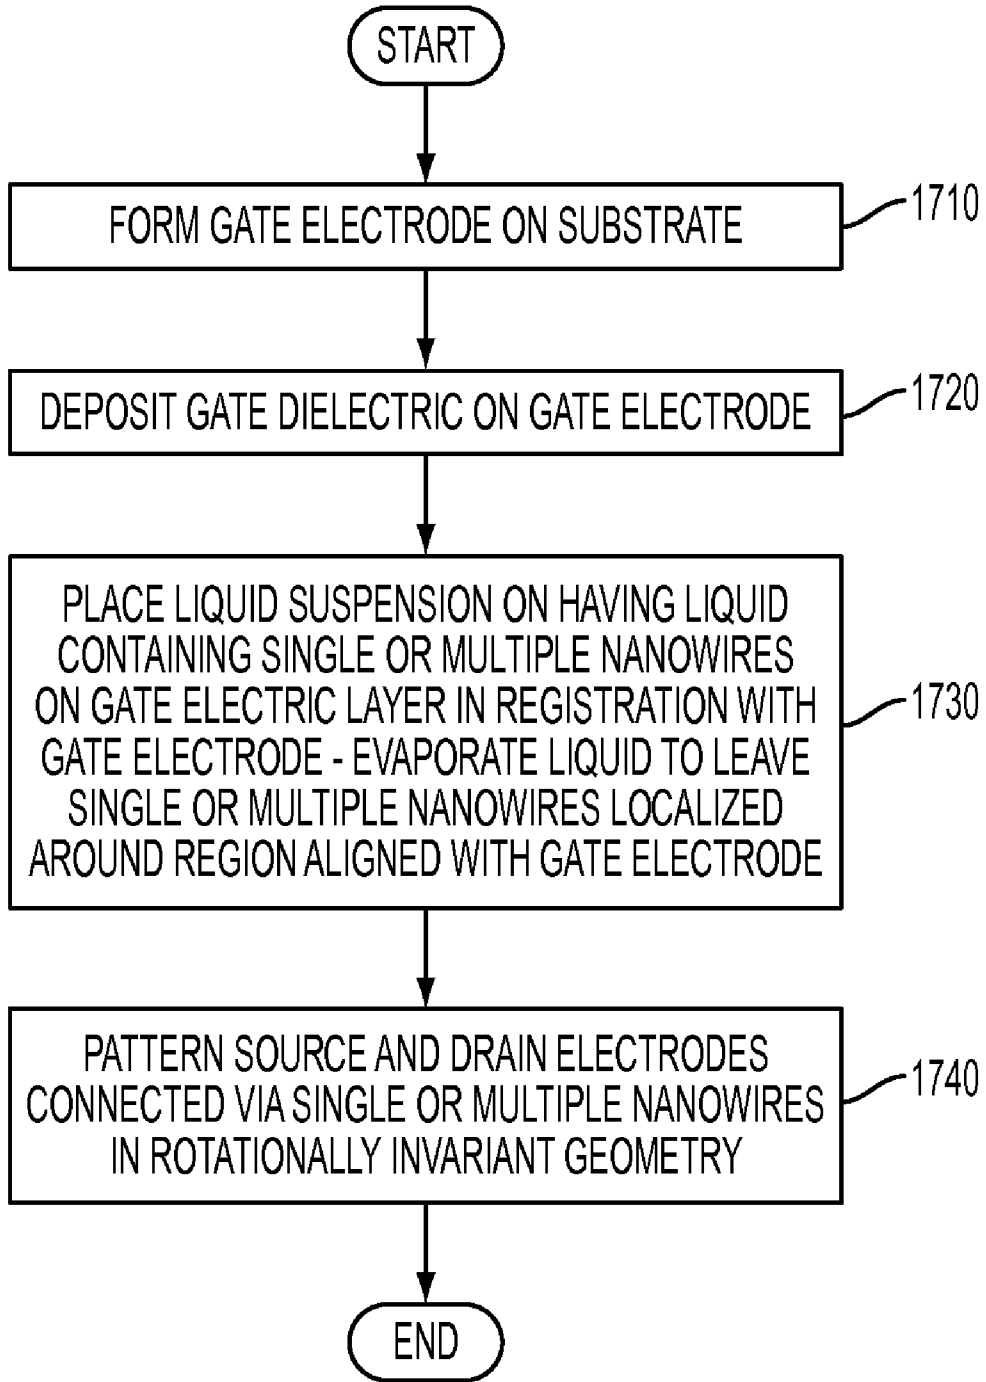 START
FORM GATE ELECTRODE ON SUBSTRATE
1710
DEPOSIT GATE DIELECTRIC ON GATE ELECTRODE
1720
PLACE LIQUID SUSPENSION ON HAVING LIQUID
CONTAINING SINGLE OR MULTIPLE NANOWIRES
ON GATE ELECTRIC LAYER IN REGISTRATION WITH
GATE ELECTRODE - EVAPORATE LIQUID TO LEAVE
SINGLE OR MULTIPLE NANOWIRES LOCALIZED
AROUND REGION ALIGNED WITH GATE ELECTRODE
1730
PATTERN SOURCE AND DRAIN ELECTRODES
CONNECTED VIA SINGLE OR MULTIPLE NANOWIRES
IN ROTATIONALLY INVARIANT GEOMETRY
1740
END